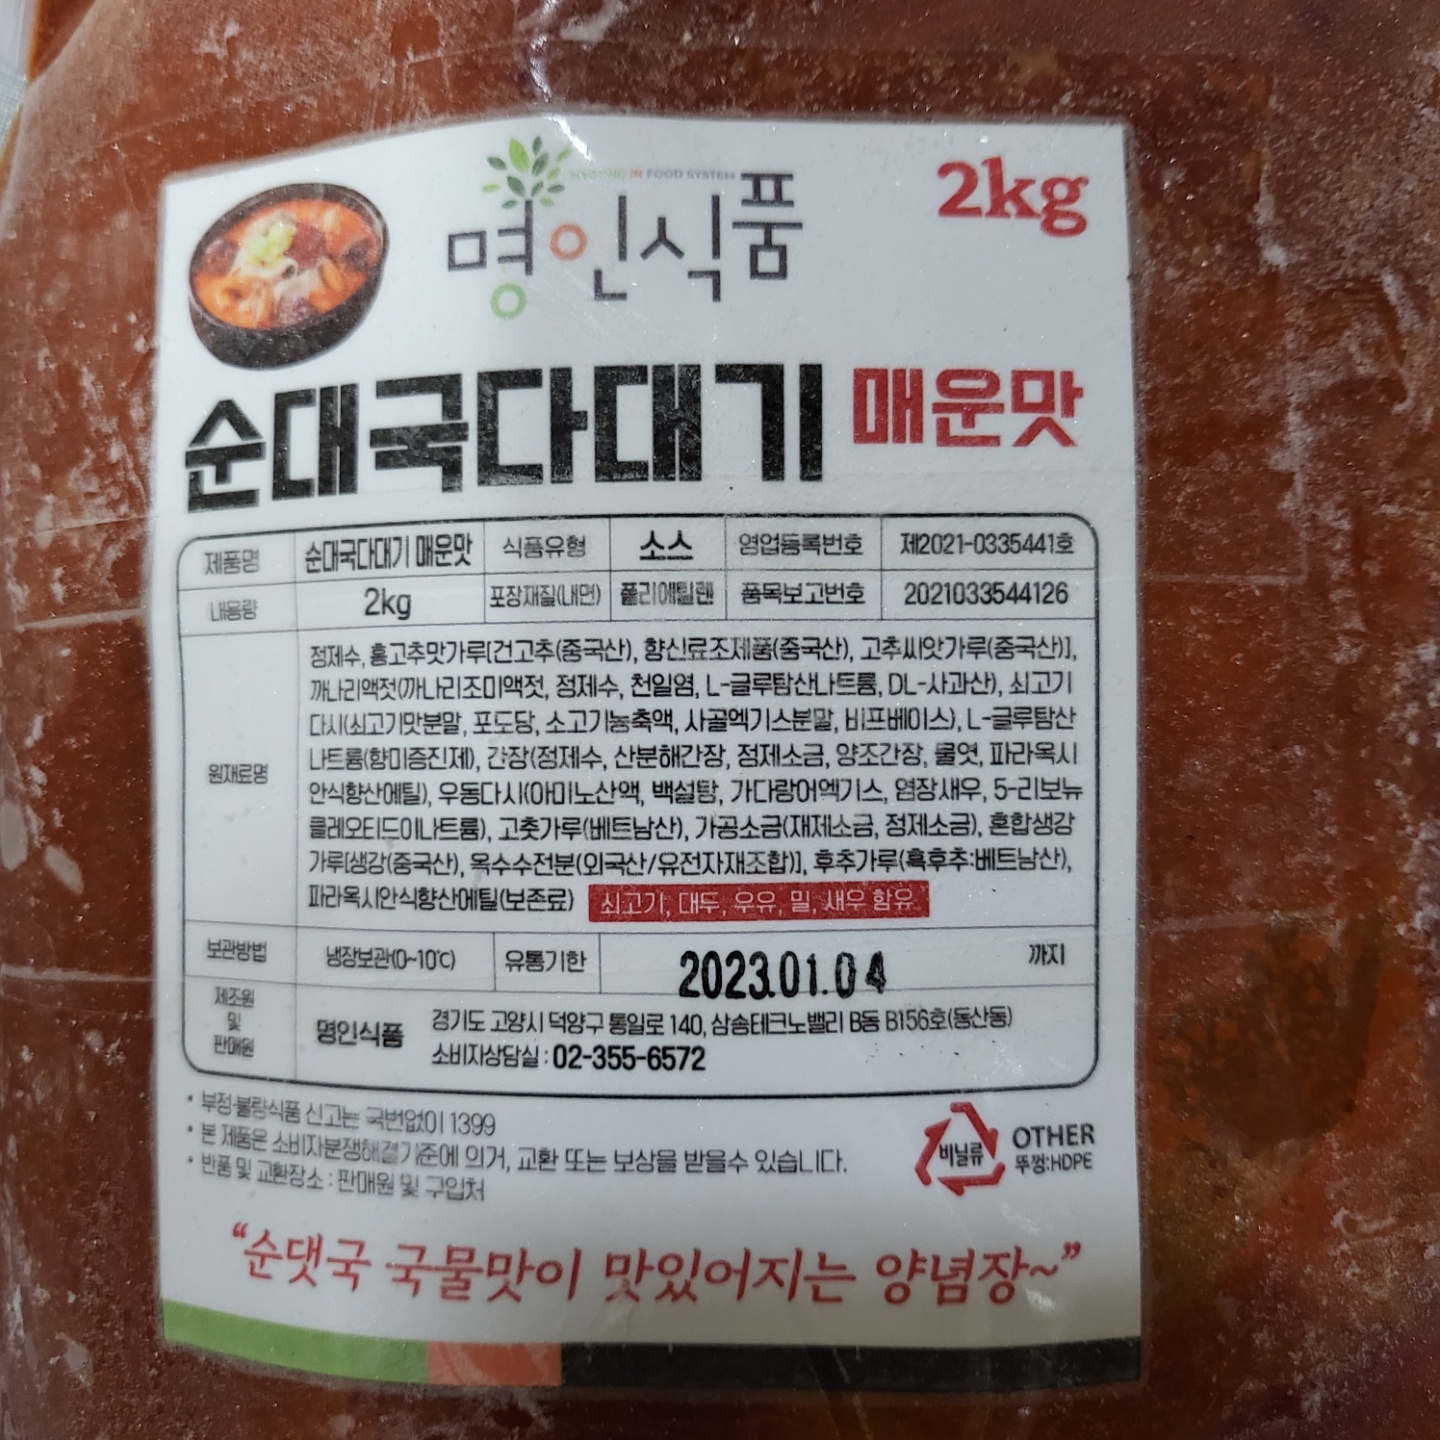 MYOUNG IN FOOD SYSTEM
명인식품
2kg
순대국다대기 매운맛
제품명 순대국다대기 매운맛 식품유형 소스 영업등록번호 제2021-0335441호
내용량 2kg 포장재질(내면) 폴리에틸렌 품목보고번호 2021033544126
원재료명
정제수, 홍고추맛가루[건고추(중국산), 향신료조제품(중국산), 고추씨앗가루(중국산)],
까나리액젓(까나리조미액젓, 정제수, 천일염, L-글루탐산나트륨, DL-사과산), 쇠고기
다시(쇠고기맛분말, 포도당, 소고기농축액, 사골엑기스분말, 비프베이스), L-글루탐산
나트륨(향미증진제), 간장(정제수, 산분해간장, 정제소금, 양조간장, 물엿, 파라옥시
안식향산에틸), 우동다시(아미노산액, 백설탕, 가다랑어엑기스, 염장새우, 5-리보뉴
클레오티드이나트륨), 고춧가루(베트남산), 가공소금(재제소금, 정제소금), 혼합생강
가루[생강(중국산), 옥수수전분(외국산/유전자재조합)], 후추가루(흑후추:베트남산),
파라옥시안식향산에틸(보존료) 쇠고기, 대두, 우유, 밀, 새우 함유
보관방법 냉장보관(0~10℃) 유통기한 2023.01.04 까지
제조원
및
판매원
명인식품
경기도 고양시 덕양구 통일로 140, 삼송테크노밸리 B동 B156호(동산동)
소비자상담실 : 02-355-6572
* 부정·불량식품 신고는 국번없이 1399
* 본 제품은 소비자분쟁해결기준에 의거, 교환 또는 보상을 받을수 있습니다.
* 반품 및 교환장소 : 판매원 및 구입처
비닐류
OTHER
뚜껑:HDPE
"순댓국 국물맛이 맛있어지는 양념장~"